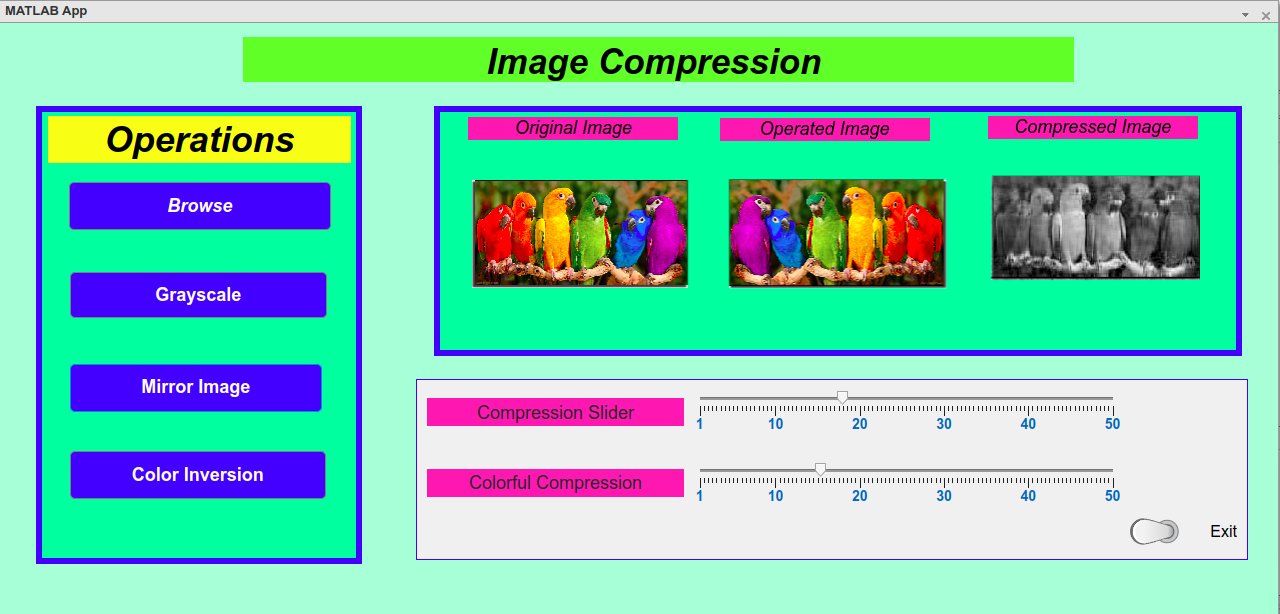 MATLAB App
Image Compression
Operations
Browse
Grayscale
Mirror Image
Color Inversion
Original Image
Operated Image
Compressed Image
Compression Slider
1 10 20 30 40 50
Colorful Compression
1 10 20 30 40 50
Exit